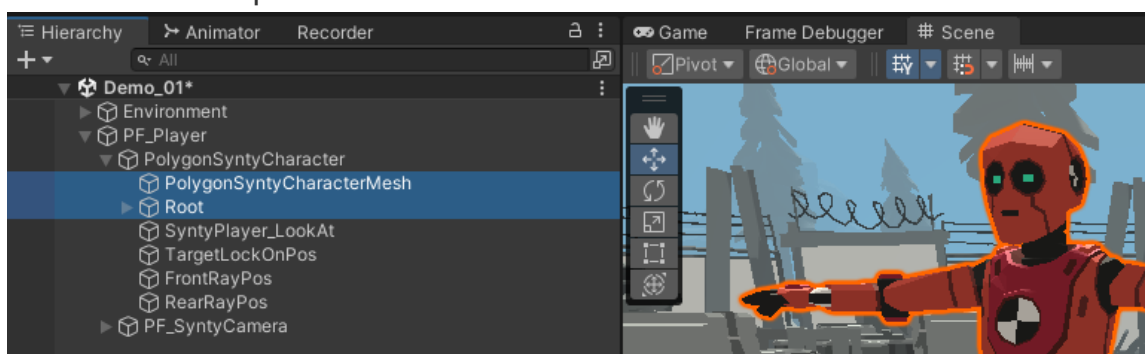 Hierarchy Animator Recorder
All
Demo_01*
Environment
PF_Player
PolygonSyntyCharacter
PolygonSyntyCharacterMesh
Root
SyntyPlayer_LookAt
TargetLockOnPos
FrontRayPos
RearRayPos
PF_SyntyCamera
Game Frame Debugger Scene
Pivot Global